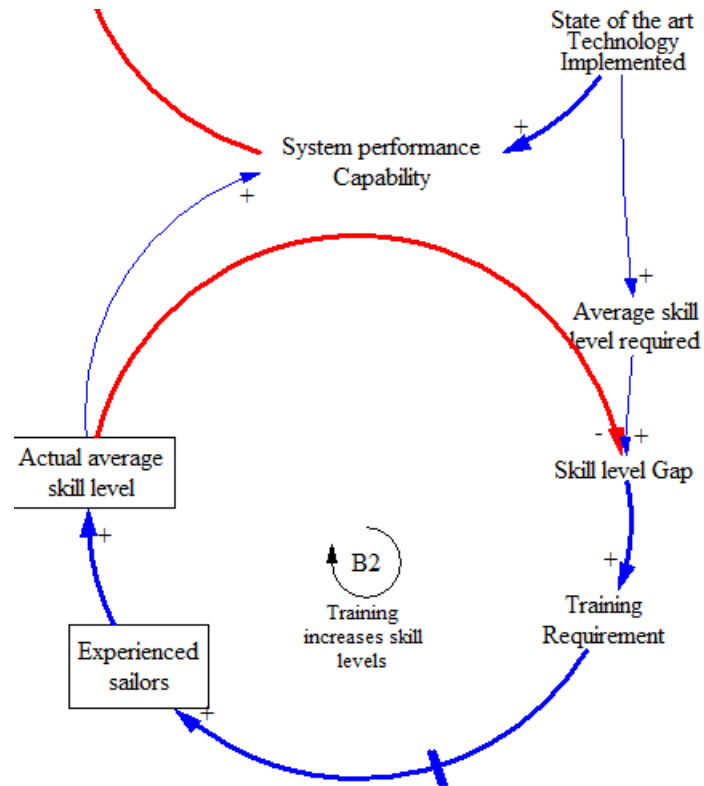 State of the art
Technology
Implemented
+
System performance
Capability
+
+
Average skill
level required
- +
Actual average
skill level
Skill level Gap
+
B2
+
Training
increases skill
levels
Training
Requirement
Experienced
sailors
+